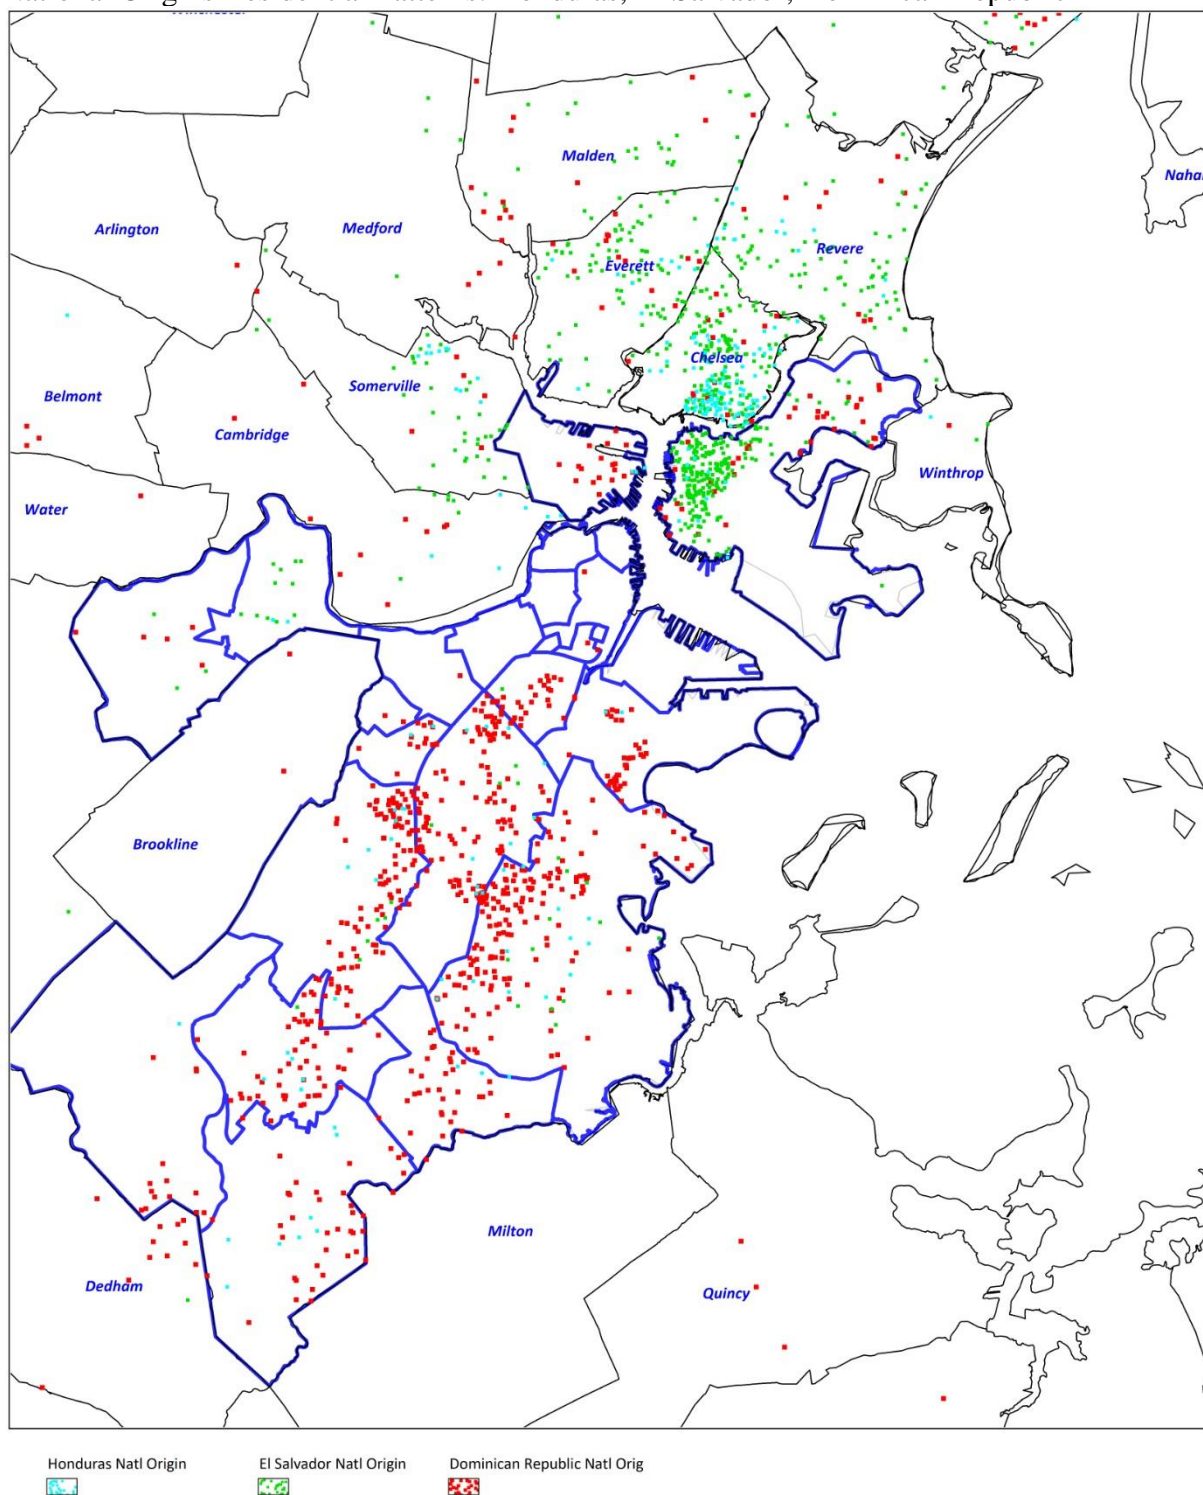 Malden
Naha
Arlington
Medford
Revere
Everett
Chelsea
Somerville
Belmont
Cambridge
Winthrop
Water
Brookline
Milton
Dedham
Quincy
Honduras Natl Origin
El Salvador Natl Origin
Dominican Republic Natl Orig